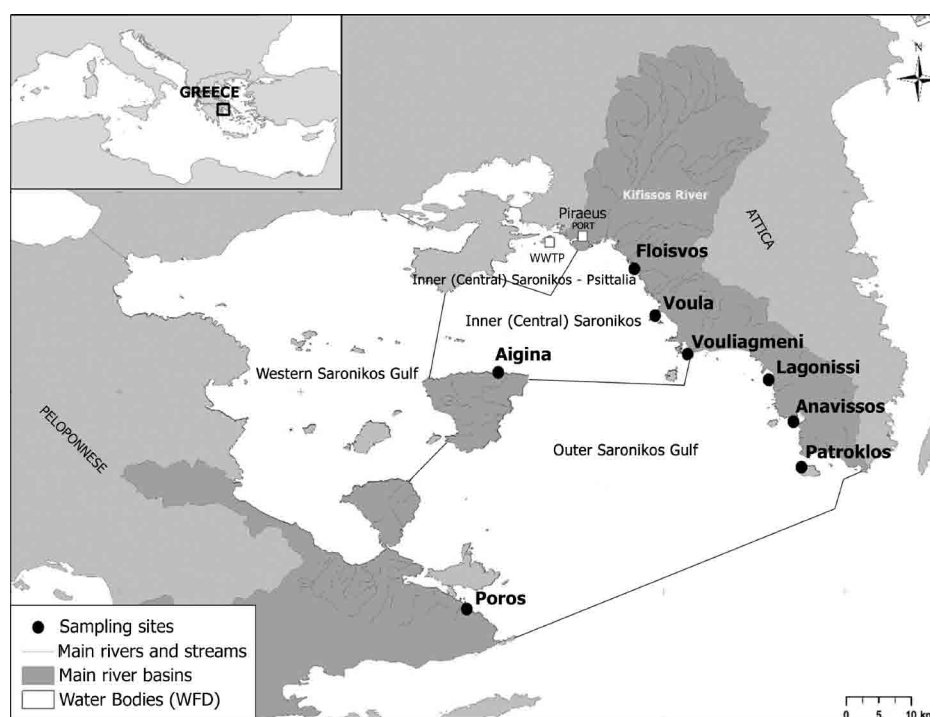 GREECE
N
Kifissos River
Piraeus
PORT
WWTP
ATTICA
Floisvos
Inner (Central) Saronikos - Psittalia
Voula
Inner (Central) Saronikos
Vouliagmeni
Aigina
Western Saronikos Gulf
Lagonissi
PELOPONNESE
Anavissos
Outer Saronikos Gulf
Patroklos
Poros
Sampling sites
Main rivers and streams
Main river basins
Water Bodies (WFD)
0 5 10 km